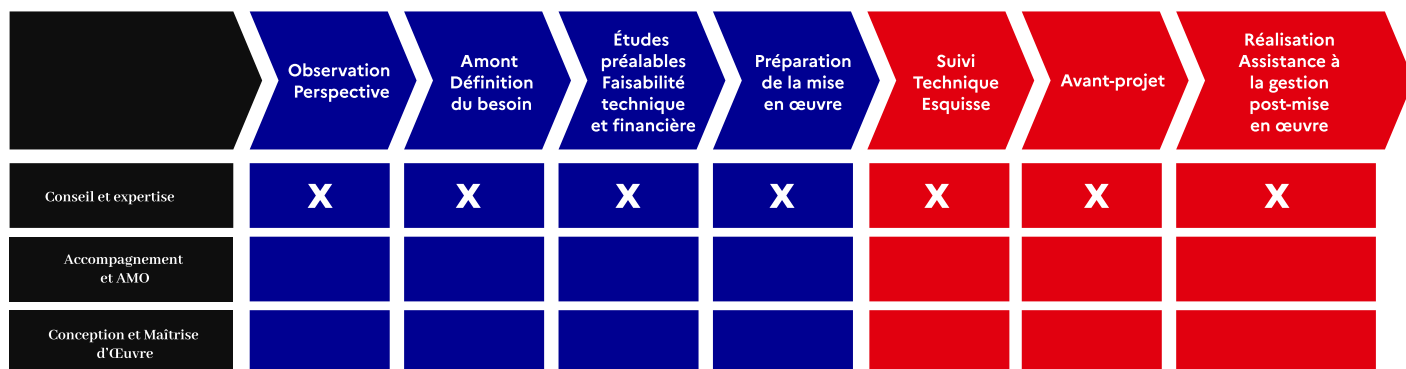 Observation
Perspective
Amont
Définition
du besoin
Études
préalables
Faisabilité
technique
et financière
Préparation
de la mise
en œuvre
Suivi
Technique
Esquisse
Avant-projet
Réalisation
Assistance à
la gestion
post-mise
en œuvre
Conseil et expertise
X X X X X X X
Accompagnement
et AMO
Conception et Maîtrise
d'Œuvre